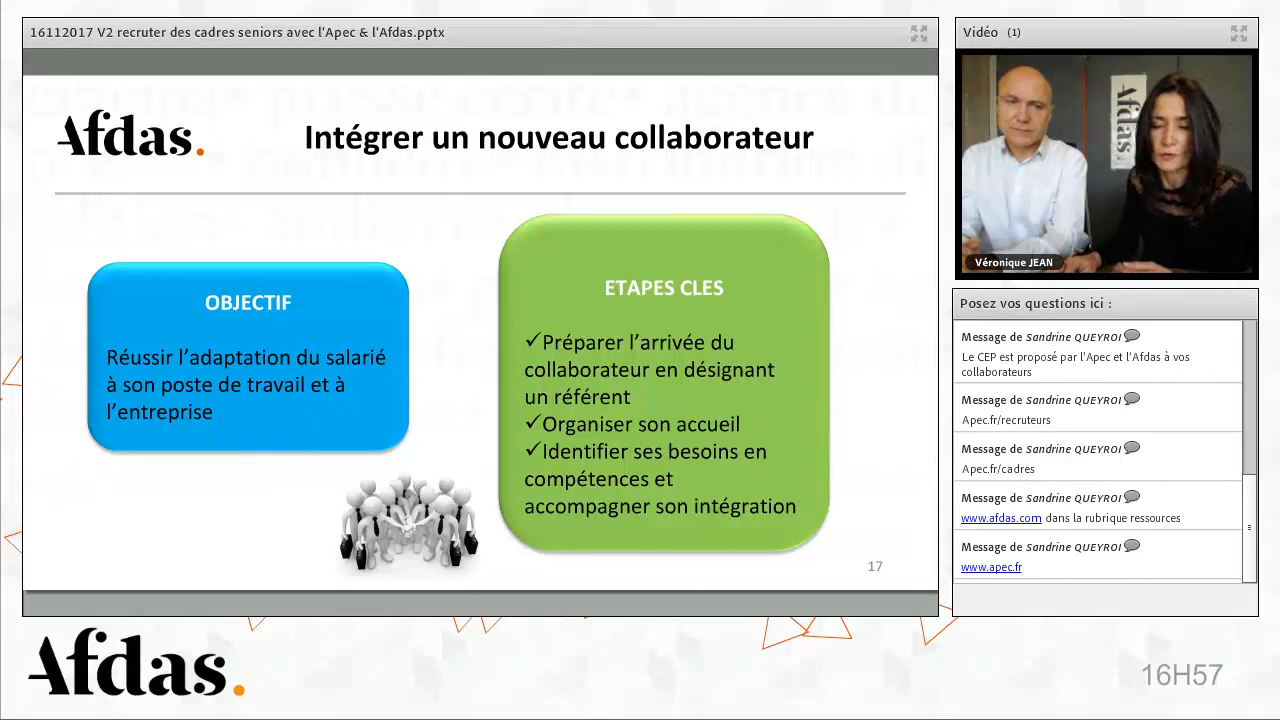 16112017 V2 recruter des cadres seniors avec l'Apec & l'Afdas.pptx
Afdas.
Intégrer un nouveau collaborateur
OBJECTIF
Réussir l’adaptation du salarié
à son poste de travail et à
l’entreprise
ETAPES CLES
✓Préparer l’arrivée du
collaborateur en désignant
un référent
✓Organiser son accueil
✓Identifier ses besoins en
compétences et
accompagner son intégration
17
Vidéo (1)
Afdas.
Véronique JEAN
Posez vos questions ici :
Message de Sandrine QUEYROI
Le CEP est proposé par l'Apec et l'Afdas à vos
collaborateurs
Message de Sandrine QUEYROI
Apec.fr/recruteurs
Message de Sandrine QUEYROI
Apec.fr/cadres
Message de Sandrine QUEYROI
www.afdas.com dans la rubrique ressources
Message de Sandrine QUEYROI
www.apec.fr
Afdas.
16H57